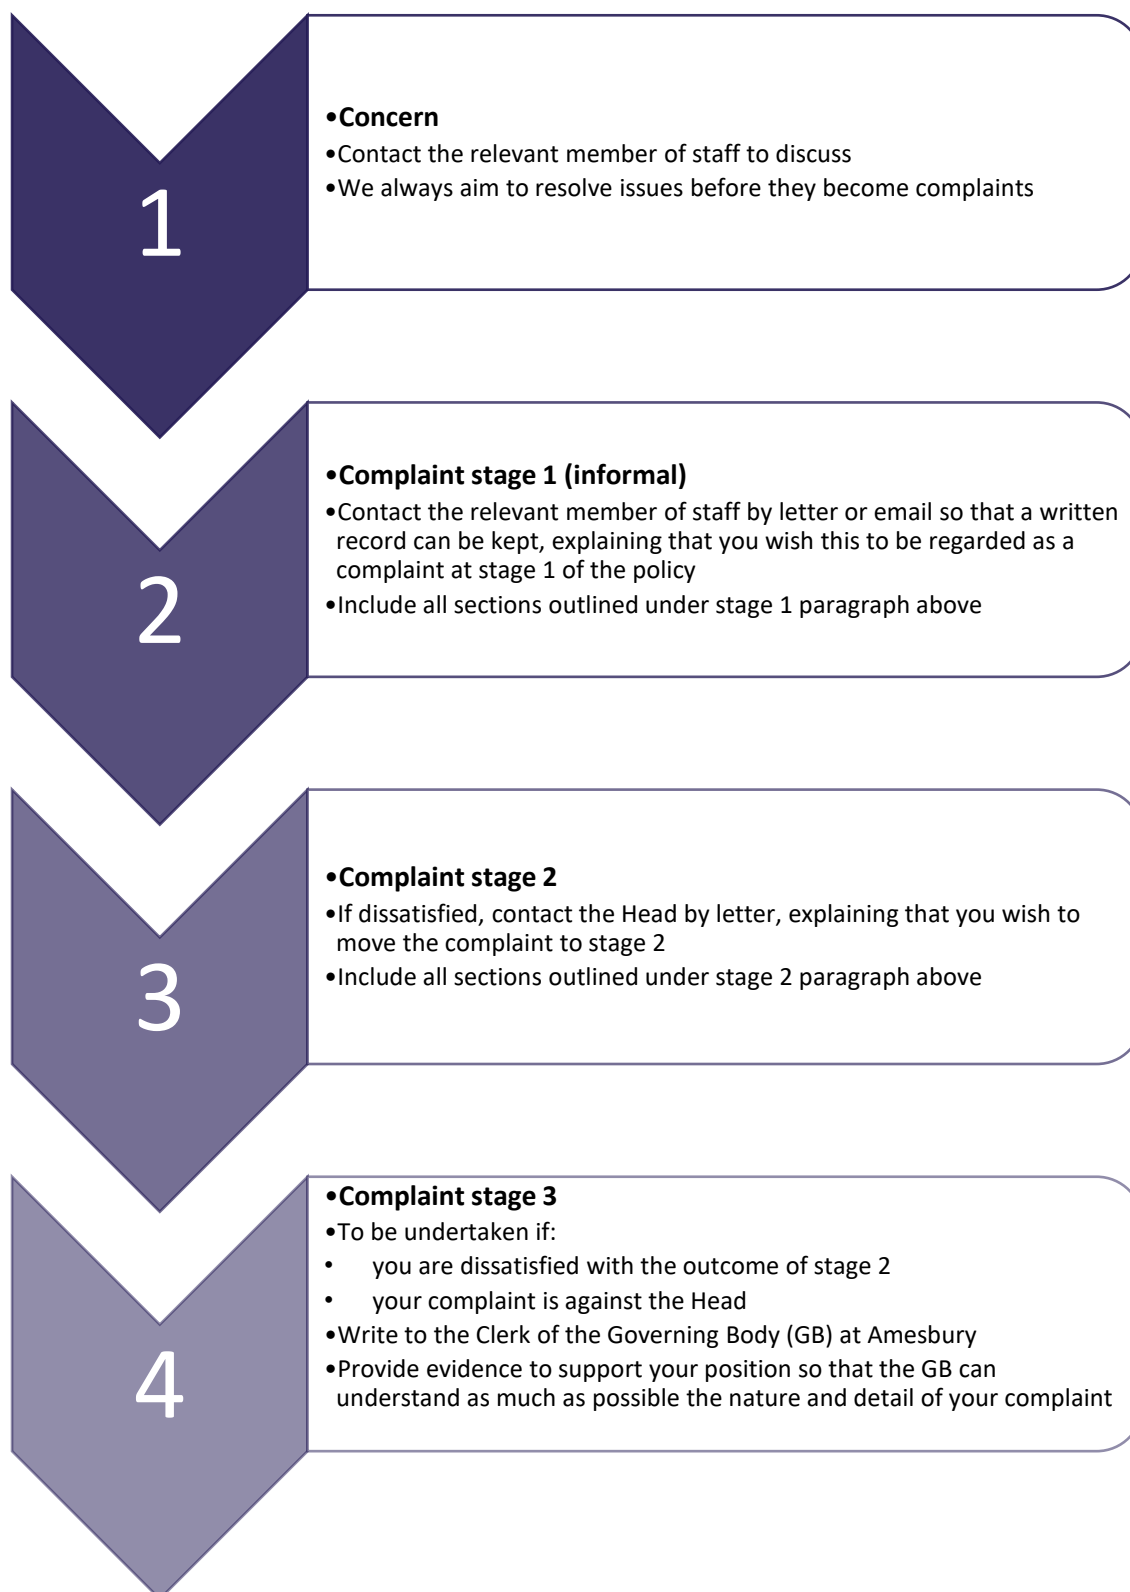 1
•Concern
•Contact the relevant member of staff to discuss
•We always aim to resolve issues before they become complaints
2
•Complaint stage 1 (informal)
•Contact the relevant member of staff by letter or email so that a written
record can be kept, explaining that you wish this to be regarded as a
complaint at stage 1 of the policy
•Include all sections outlined under stage 1 paragraph above
3
•Complaint stage 2
•If dissatisfied, contact the Head by letter, explaining that you wish to
move the complaint to stage 2
•Include all sections outlined under stage 2 paragraph above
4
•Complaint stage 3
•To be undertaken if:
• you are dissatisfied with the outcome of stage 2
• your complaint is against the Head
•Write to the Clerk of the Governing Body (GB) at Amesbury
•Provide evidence to support your position so that the GB can
understand as much as possible the nature and detail of your complaint